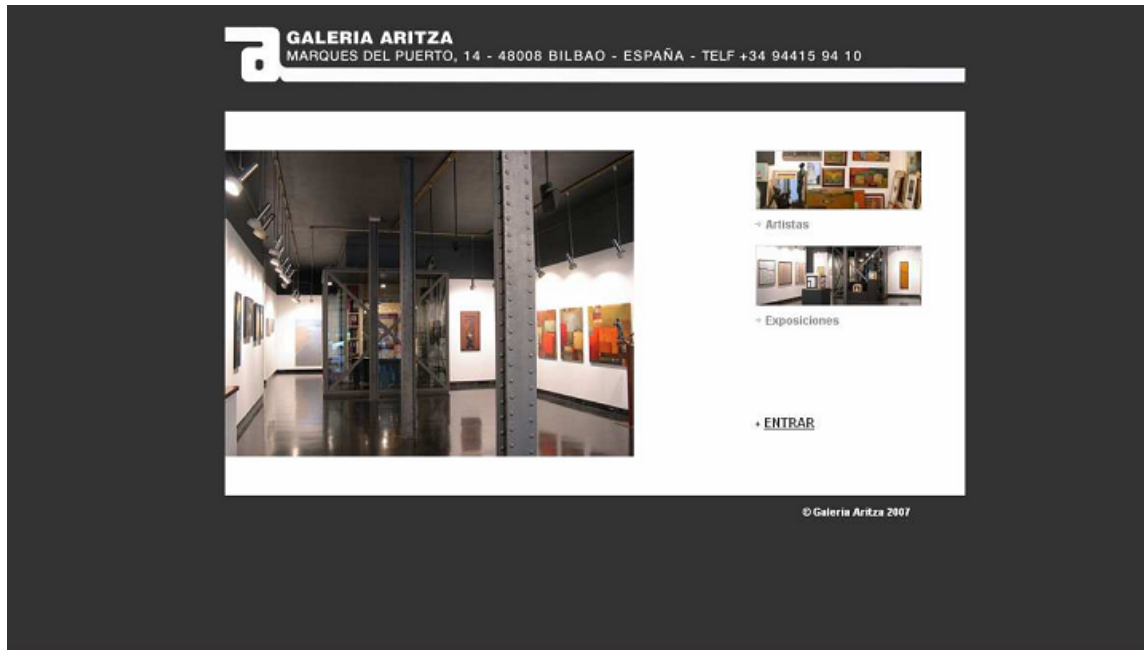 GALERIA ARITZA
MARQUES DEL PUERTO, 14 - 48008 BILBAO - ESPAÑA - TELF +34 94415 94 10
Artistas
Exposiciones
ENTRAR
© Galeria Aritza 2007